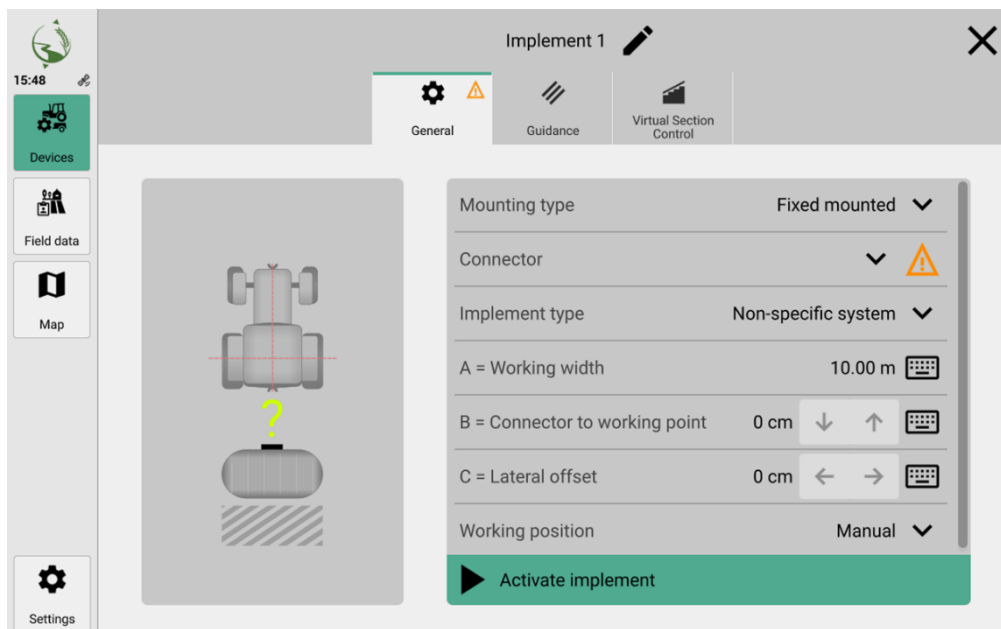 Implement 1
15:48
General
Guidance
Virtual Section
Control
Devices
Field data
Map
Settings
Mounting type Fixed mounted
Connector
Implement type Non-specific system
A = Working width 10.00 m
B = Connector to working point 0 cm
C = Lateral offset 0 cm
Working position Manual
Activate implement
?